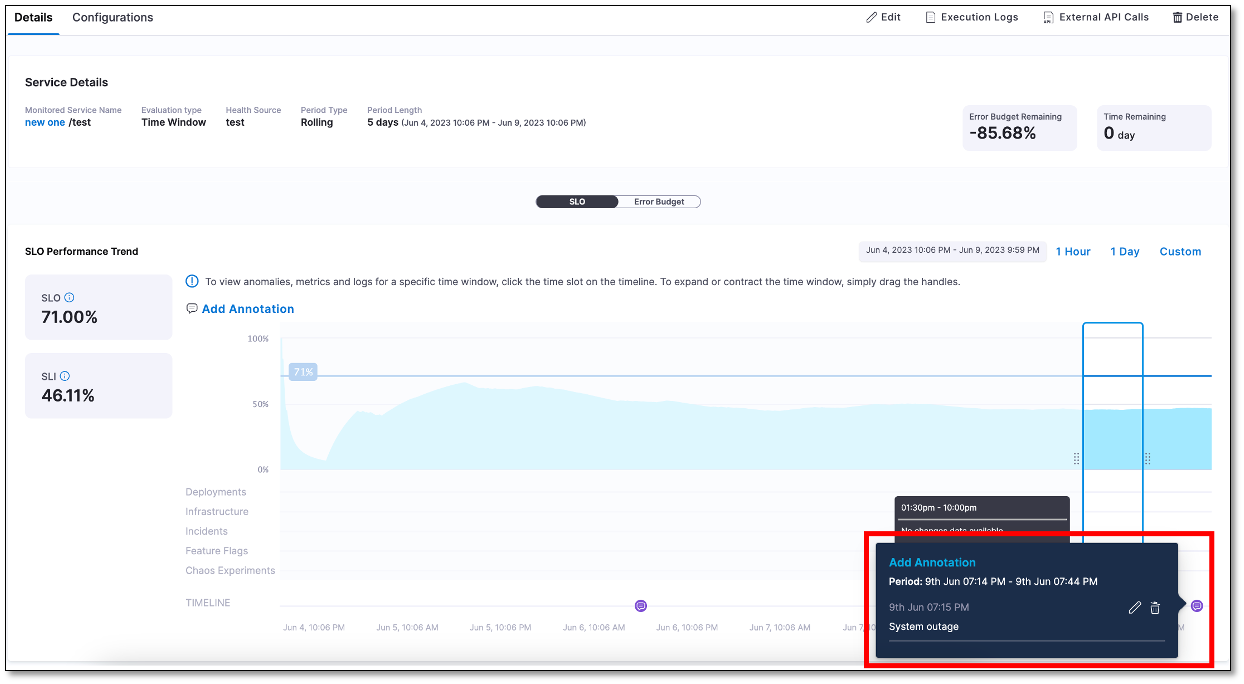 Details Configurations Edit Execution Logs External API Calls Delete
Service Details
Monitored Service Name Evaluation type Health Source Period Type Period Length
new one /test Time Window test Rolling 5 days (Jun 4, 2023 10:06 PM - Jun 9, 2023 10:06 PM)
Error Budget Remaining
-85.68%
Time Remaining
0 day
SLO Error Budget
SLO Performance Trend
Jun 4, 2023 10:06 PM - Jun 9, 2023 9:59 PM 1 Hour 1 Day Custom
SLO
71.00%
SLI
46.11%
To view anomalies, metrics and logs for a specific time window, click the time slot on the timeline. To expand or contract the time window, simply drag the handles.
Add Annotation
100%
71%
50%
0%
Deployments
Infrastructure
Incidents
Feature Flags
Chaos Experiments
01:30pm - 10:00pm
No changes data available
Add Annotation
Period: 9th Jun 07:14 PM - 9th Jun 07:44 PM
9th Jun 07:15 PM
System outage
TIMELINE
Jun 4, 10:06 PM Jun 5, 10:06 AM Jun 5, 10:06 PM Jun 6, 10:06 AM Jun 6, 10:06 PM Jun 7, 10:06 AM Jun 7, 10 M